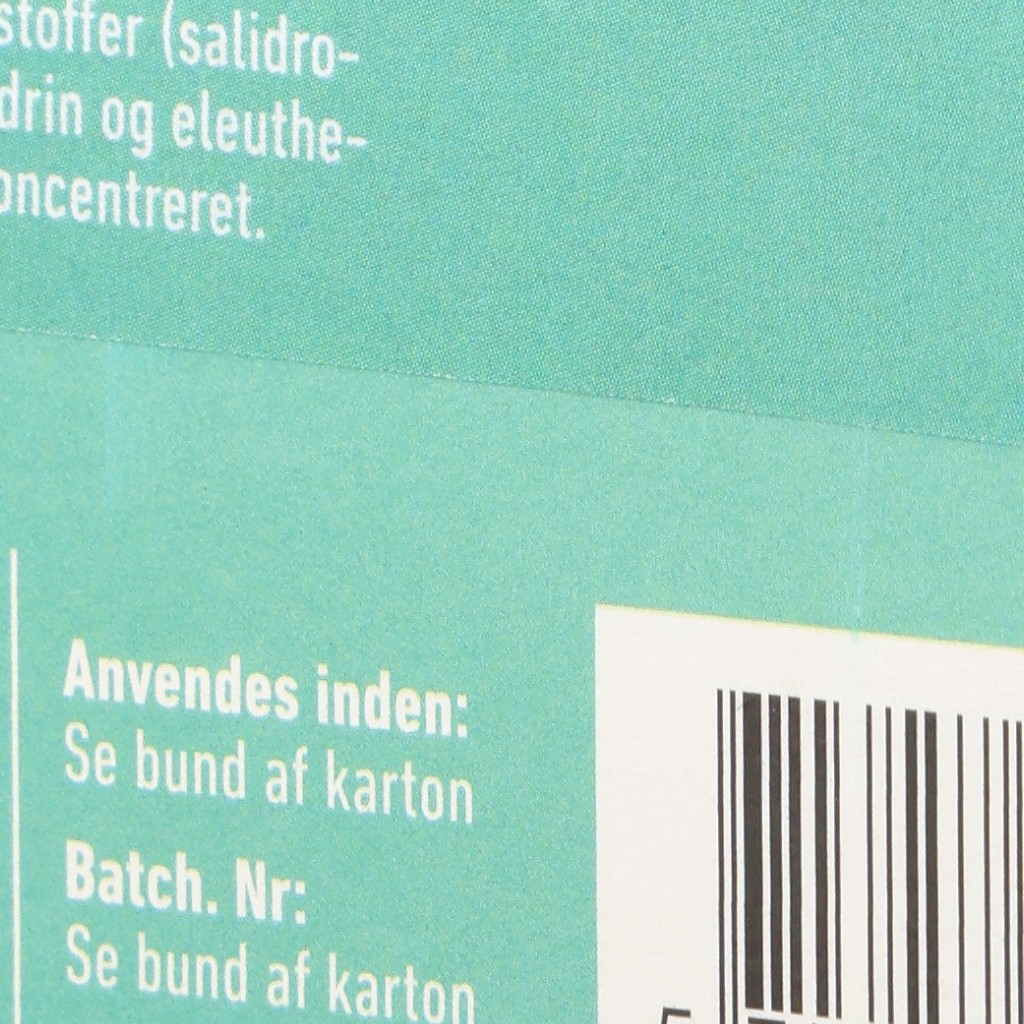 stoffer (salidro-
drin og eleuthe-
oncentreret.
Anvendes inden:
Se bund af karton
Batch. Nr:
Se bund af karton